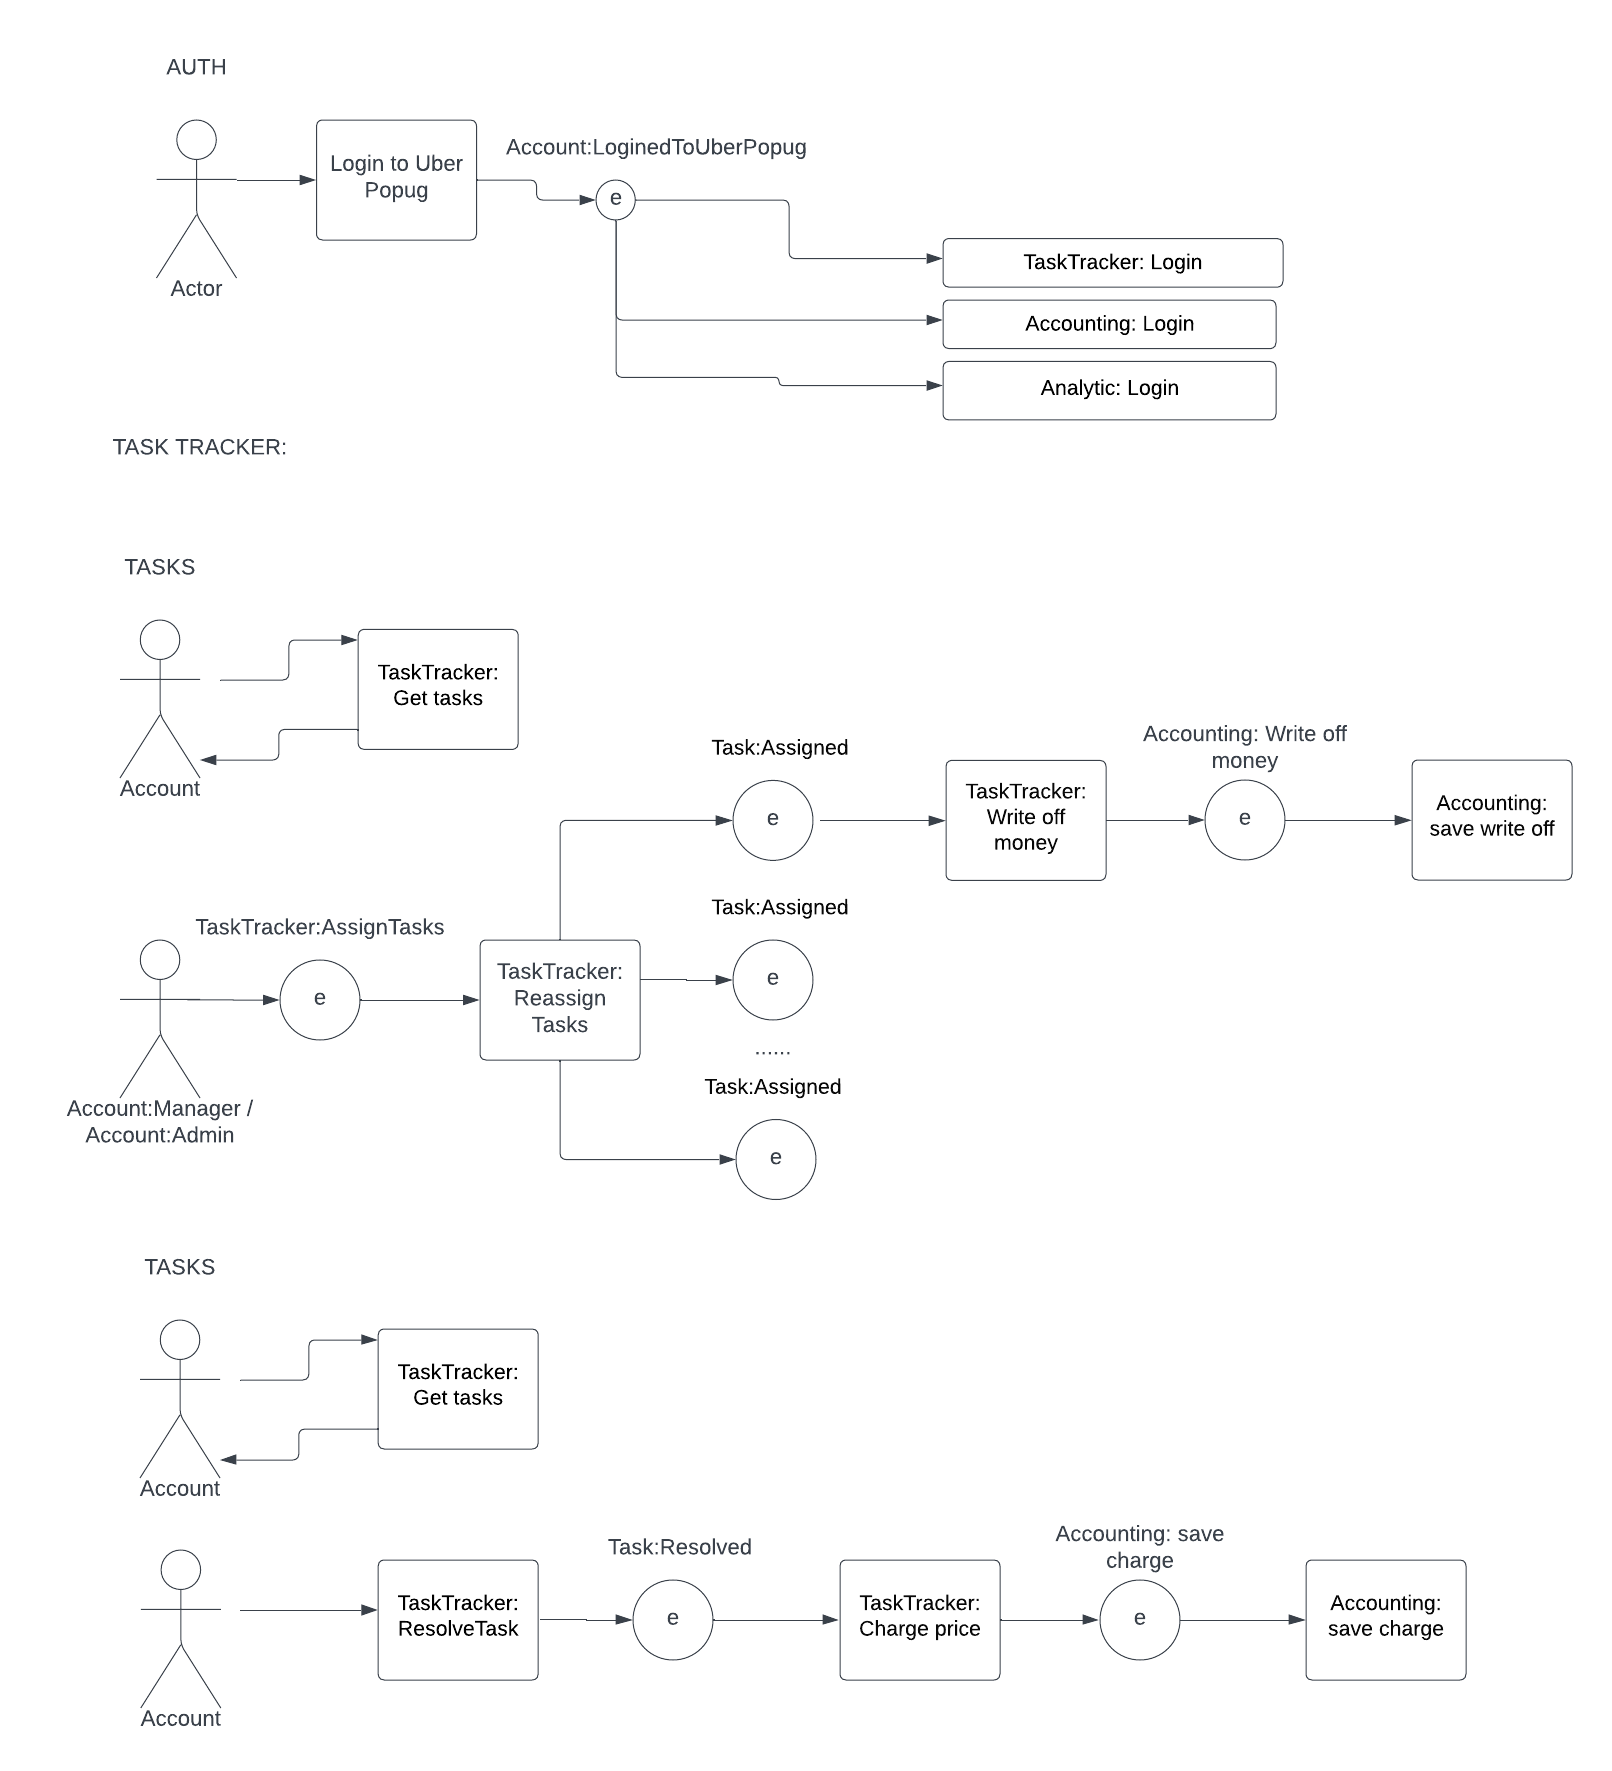 AUTH
Login to Uber
Popug
Account:LoginedToUberPopug
e
Actor
TaskTracker: Login
Accounting: Login
Analytic: Login
TASK TRACKER:
TASKS
TaskTracker:
Get tasks
Account
Task:Assigned
e
TaskTracker:
Write off
money
Accounting: Write off
money
e
Accounting:
save write off
TaskTracker:AssignTasks
e
Account:Manager /
Account:Admin
TaskTracker:
Reassign
Tasks
Task:Assigned
e
......
Task:Assigned
e
TASKS
TaskTracker:
Get tasks
Account
TaskTracker:
ResolveTask
Account
Task:Resolved
e
TaskTracker:
Charge price
Accounting: save
charge
e
Accounting:
save charge